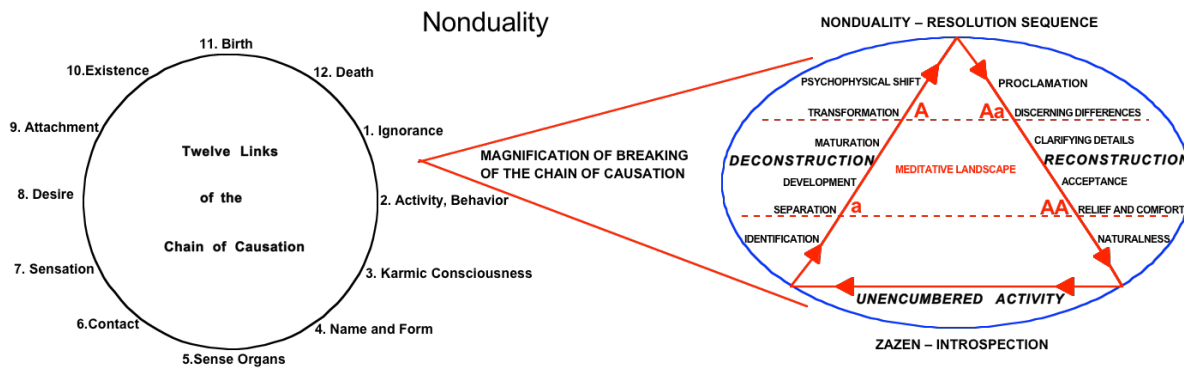 Nonduality
11. Birth
12. Death
1. Ignorance
2. Activity, Behavior
3. Karmic Consciousness
4. Name and Form
5.Sense Organs
6.Contact
7. Sensation
8. Desire
9. Attachment
10.Existence
Twelve Links
of the
Chain of Causation
MAGNIFICATION OF BREAKING
OF THE CHAIN OF CAUSATION
NONDUALITY – RESOLUTION SEQUENCE
PSYCHOPHYSICAL SHIFT
PROCLAMATION
TRANSFORMATION
A
Aa
DISCERNING DIFFERENCES
MATURATION
CLARIFYING DETAILS
DECONSTRUCTION
MEDITATIVE LANDSCAPE
RECONSTRUCTION
DEVELOPMENT
ACCEPTANCE
SEPARATION
a
AA
RELIEF AND COMFORT
IDENTIFICATION
NATURALNESS
UNENCUMBERED ACTIVITY
ZAZEN – INTROSPECTION